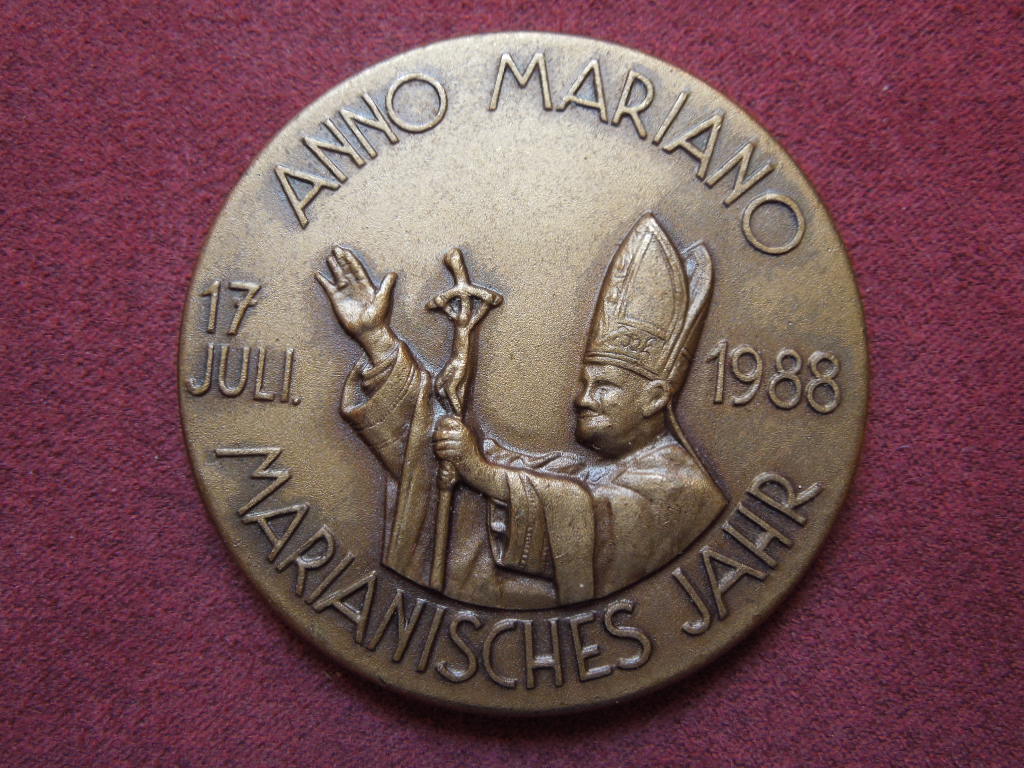 ANNO MARIANO
17
JULI.
1988
MARIANISCHES JAHR